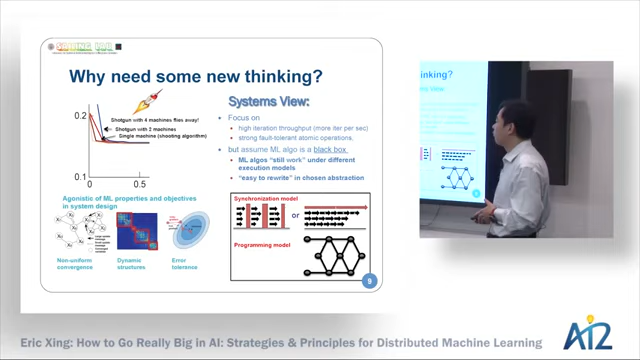 SAILING LAB
Why need some new thinking?
0.2
0.1
0
0.5
Shotgun with 4 machines flies away!
Shotgun with 2 machines
Single machine (shooting algorithm)
Agonistic of ML properties and objectives
in system design
Non-uniform
convergence
Dynamic
structures
Error
tolerance
Systems View:
Focus on
high iteration throughput (more iter per sec)
strong fault-tolerant atomic operations,
but assume ML algo is a black box
ML algos "still work" under different
execution models
"easy to rewrite" in chosen abstraction
Synchronization model
or
Programming model
9
inking?
Eric Xing: How to Go Really Big in AI: Strategies & Principles for Distributed Machine Learning
AI2